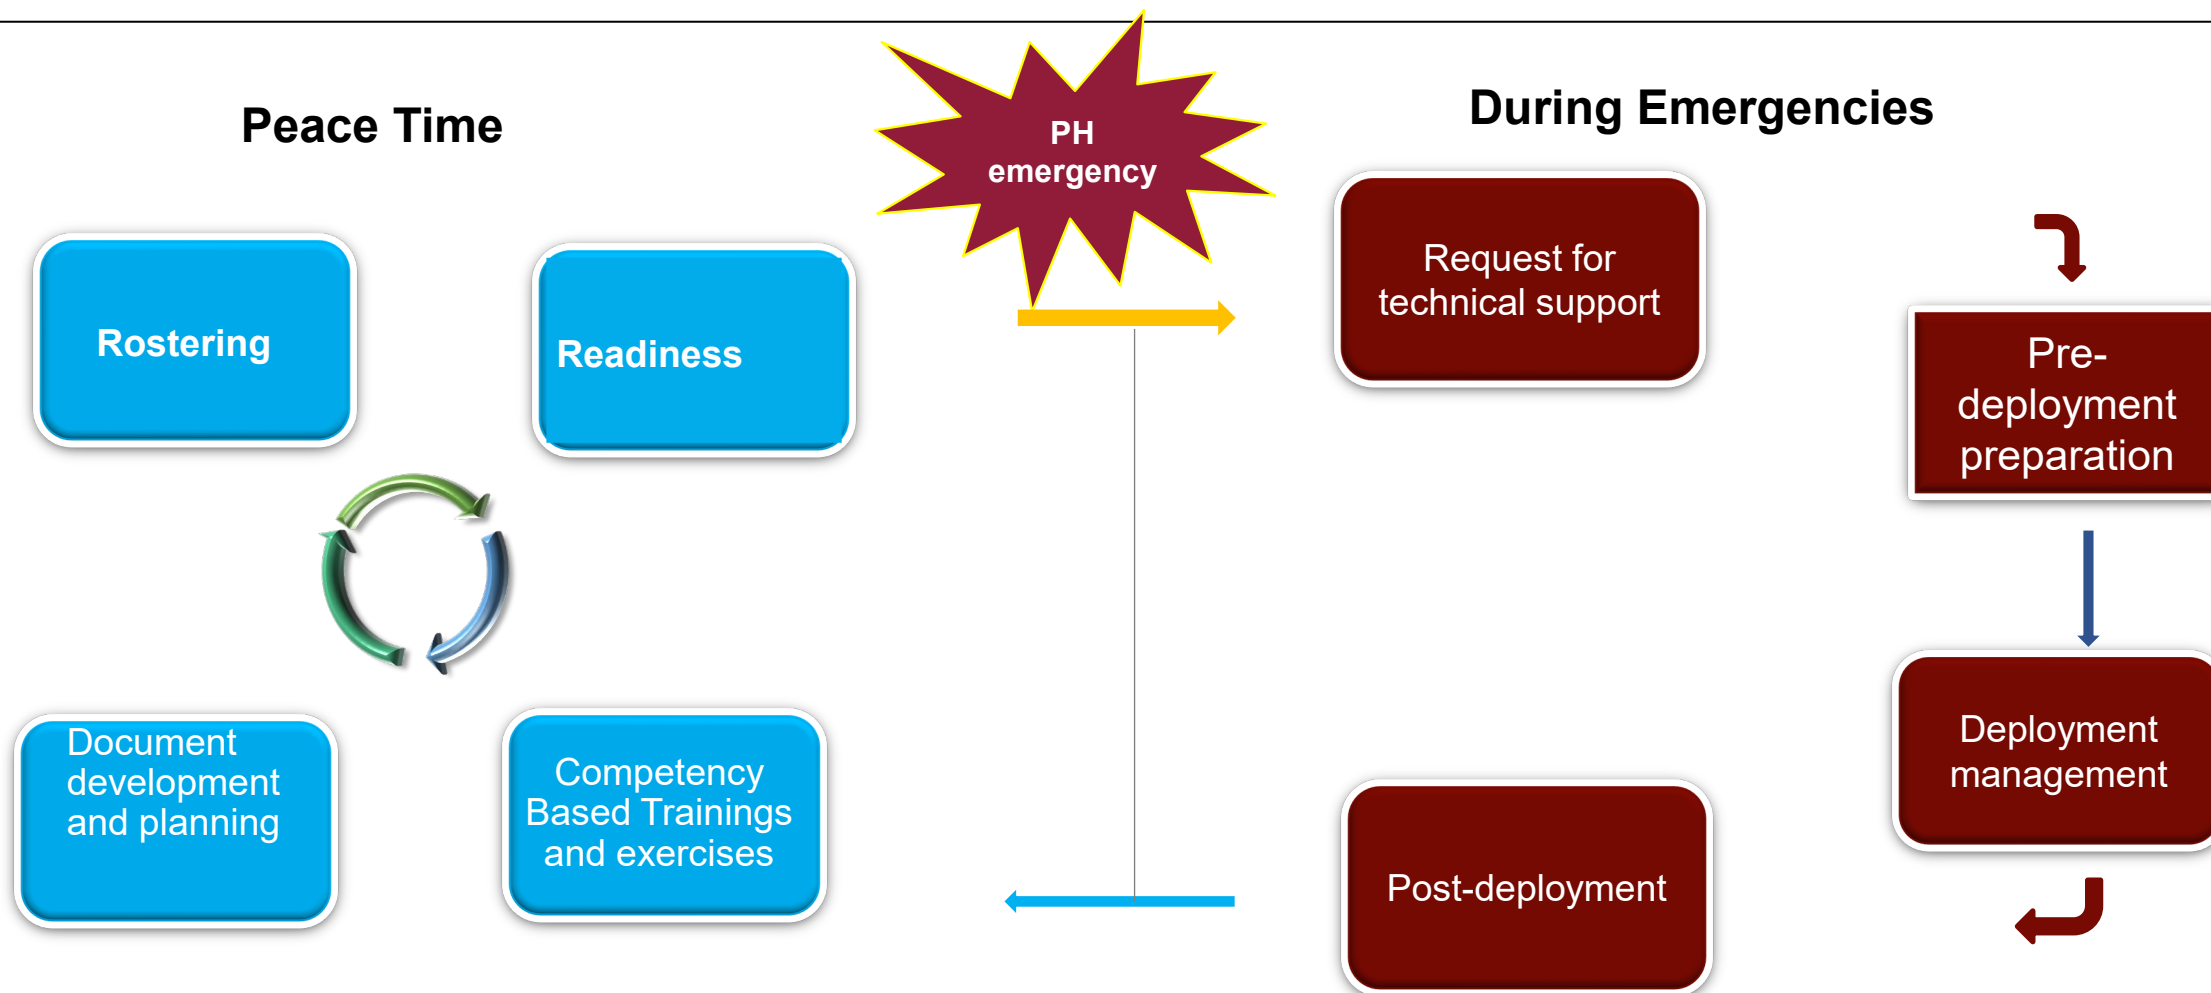 Peace Time
PH
emergency
During Emergencies
Rostering
Readiness
Request for
technical support
Pre-
deployment
preparation
Document
development
and planning
Competency
Based Trainings
and exercises
Deployment
management
Post-deployment